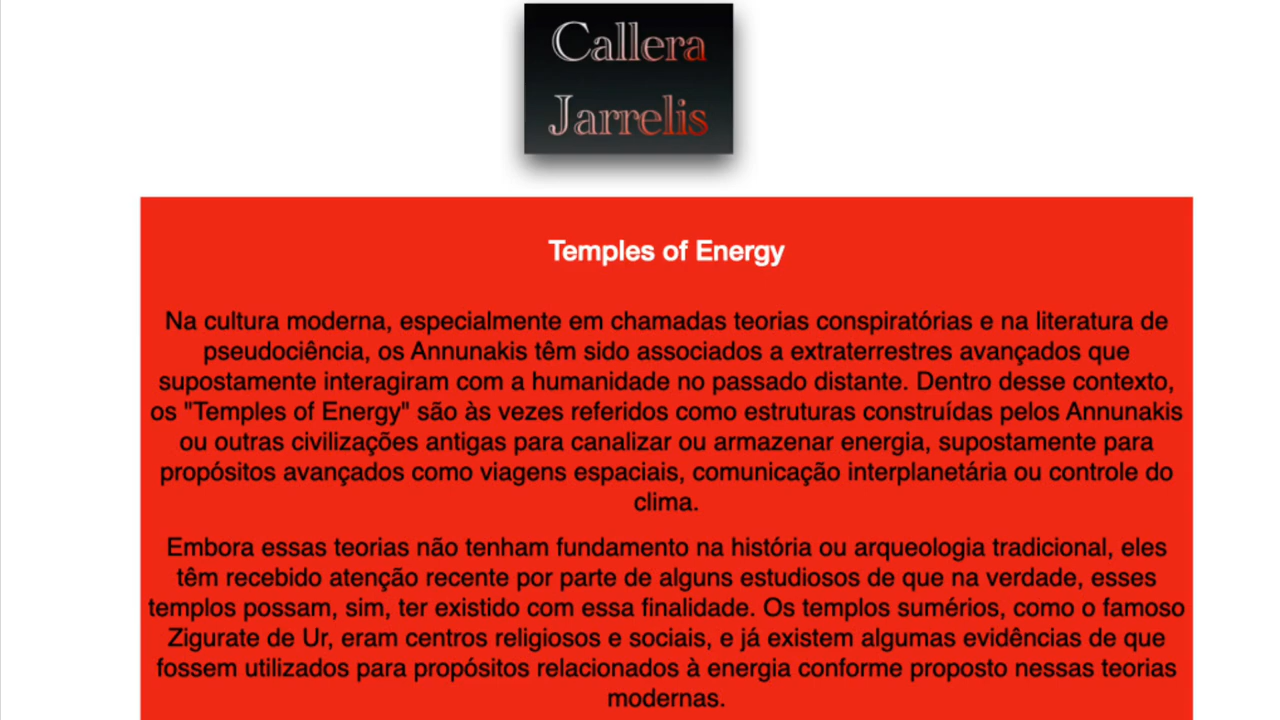 Callera
Jarrelis
Temples of Energy
Na cultura moderna, especialmente em chamadas teorias conspiratórias e na literatura de
pseudociência, os Annunakis têm sido associados a extraterrestres avançados que
supostamente interagiram com a humanidade no passado distante. Dentro desse contexto,
os "Temples of Energy" são às vezes referidos como estruturas construídas pelos Annunakis
ou outras civilizações antigas para canalizar ou armazenar energia, supostamente para
propósitos avançados como viagens espaciais, comunicação interplanetária ou controle do
clima.
Embora essas teorias não tenham fundamento na história ou arqueologia tradicional, eles
têm recebido atenção recente por parte de alguns estudiosos de que na verdade, esses
templos possam, sim, ter existido com essa finalidade. Os templos sumérios, como o famoso
Zigurate de Ur, eram centros religiosos e sociais, e já existem algumas evidências de que
fossem utilizados para propósitos relacionados à energia conforme proposto nessas teorias
modernas.